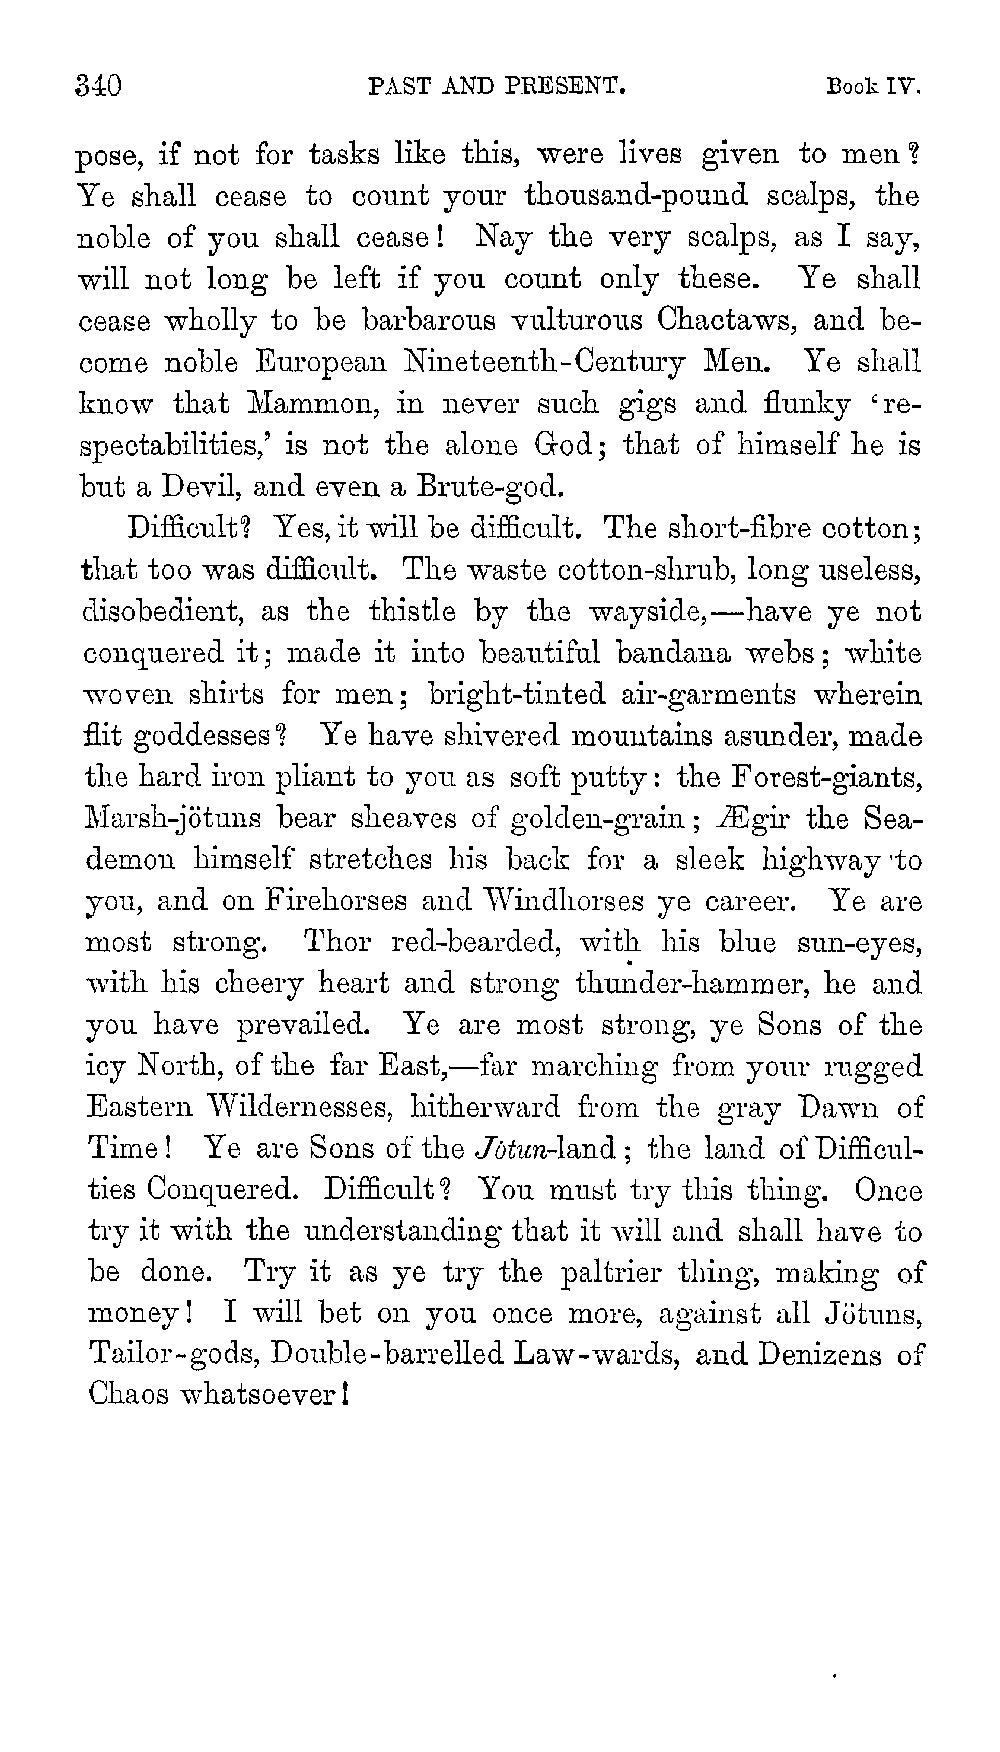 340 PAST AND PRESENT. Book IV.
pose, if not for tasks like this, were lives given to men?
Ye shall cease to count your thousand-pound scalps, the
noble of you shall cease! Nay the very scalps, as I say,
will not long be left if you count only these. Ye shall
cease wholly to be barbarous vulturous Chactaws, and be-
come noble European Nineteenth-Century Men. Ye shall
know that Mammon, in never such gigs and flunky ‘re-
spectabilities,’ is not the alone God; that of himself he is
but a Devil, and even a Brute-god.
Difficult? Yes, it will be difficult. The short-fibre cotton;
that too was difficult. The waste cotton-shrub, long useless,
disobedient, as the thistle by the wayside,—have ye not
conquered it; made it into beautiful bandana webs; white
woven shirts for men; bright-tinted air-garments wherein
flit goddesses? Ye have shivered mountains asunder, made
the hard iron pliant to you as soft putty: the Forest-giants,
Marsh-jötuns bear sheaves of golden-grain; Ægir the Sea-
demon himself stretches his back for a sleek highway to
you, and on Firehorses and Windhorses ye career. Ye are
most strong. Thor red-bearded, with his blue sun-eyes,
with his cheery heart and strong thunder-hammer, he and
you have prevailed. Ye are most strong, ye Sons of the
icy North, of the far East,—far marching from your rugged
Eastern Wildernesses, hitherward from the gray Dawn of
Time! Ye are Sons of the Jötun-land; the land of Difficul-
ties Conquered. Difficult? You must try this thing. Once
try it with the understanding that it will and shall have to
be done. Try it as ye try the paltrier thing, making of
money! I will bet on you once more, against all Jötuns,
Tailor-gods, Double-barrelled Law-wards, and Denizens of
Chaos whatsoever!